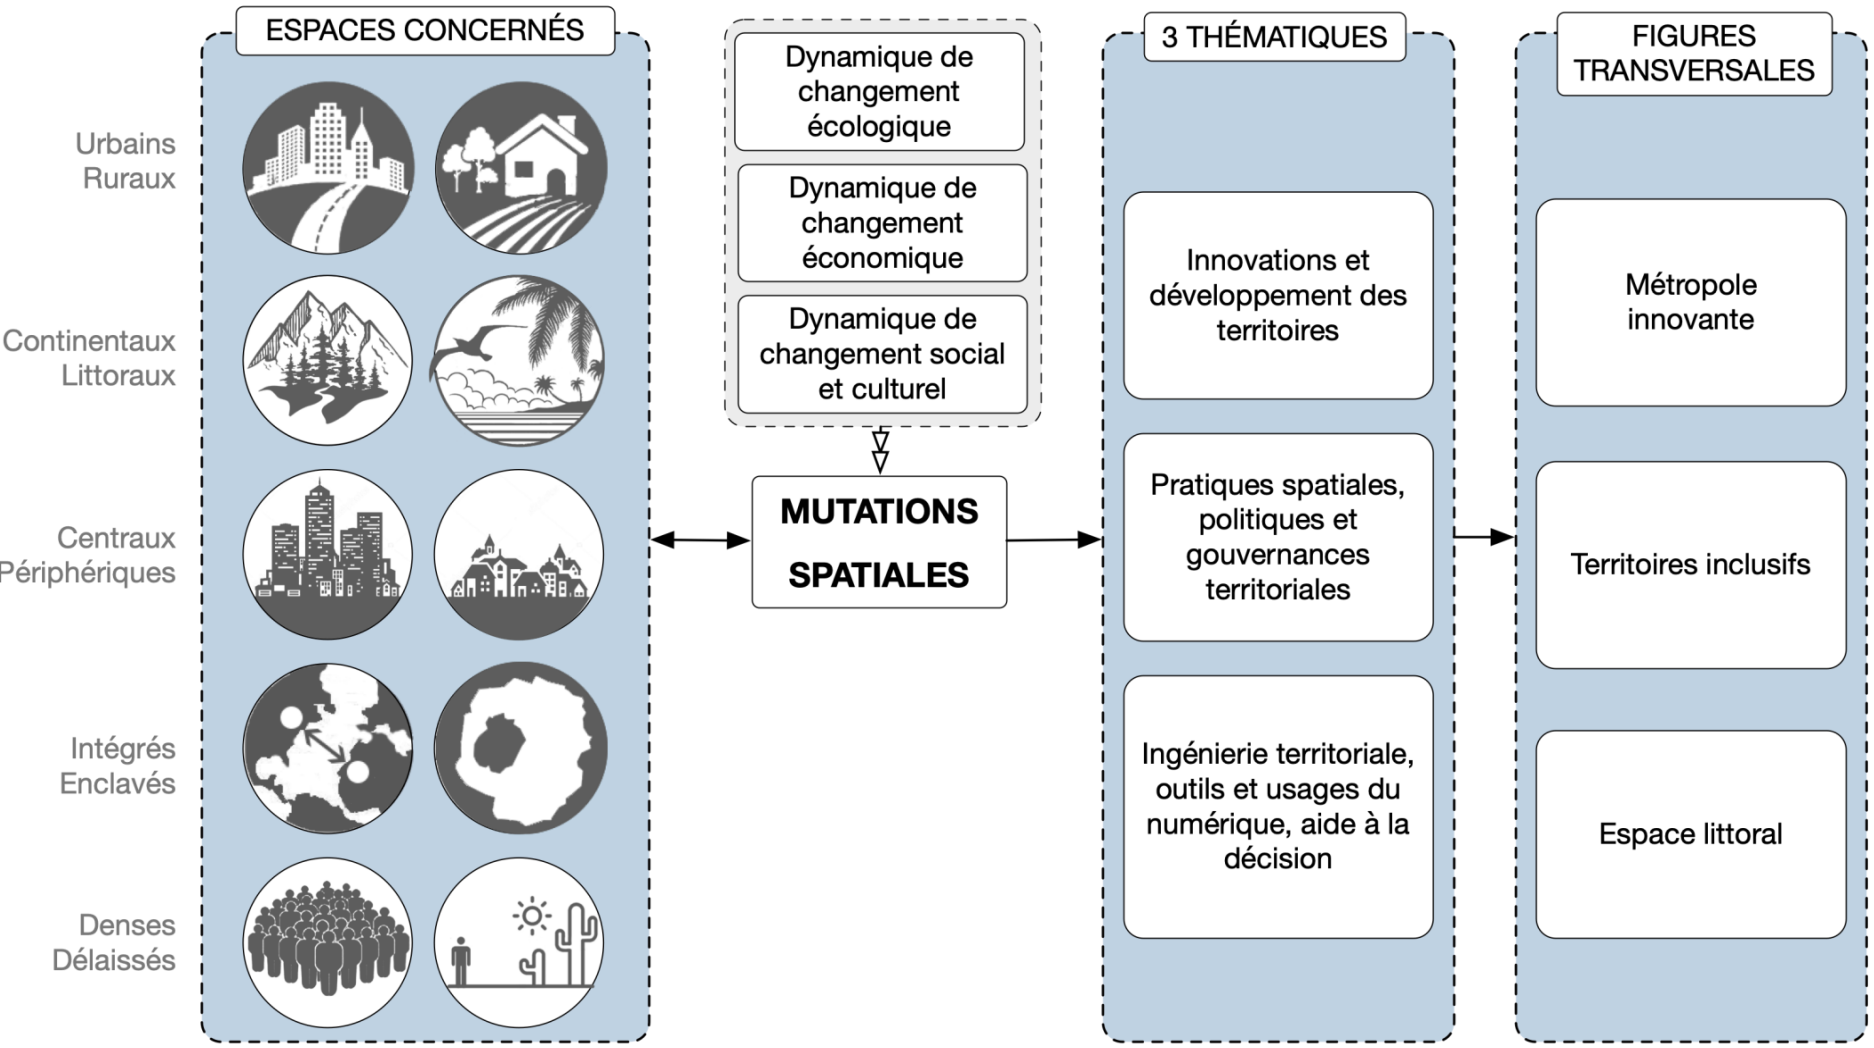 ESPACES CONCERNÉS
Urbains
Ruraux
Continentaux
Littoraux
Centraux
Périphériques
Intégrés
Enclavés
Denses
Délaissés
Dynamique de
changement
écologique
Dynamique de
changement
économique
Dynamique de
changement social
et culturel
MUTATIONS
SPATIALES
3 THÉMATIQUES
Innovations et
développement des
territoires
Pratiques spatiales,
politiques et
gouvernances
territoriales
Ingénierie territoriale,
outils et usages du
numérique, aide à la
décision
FIGURES
TRANSVERSALES
Métropole
innovante
Territoires inclusifs
Espace littoral